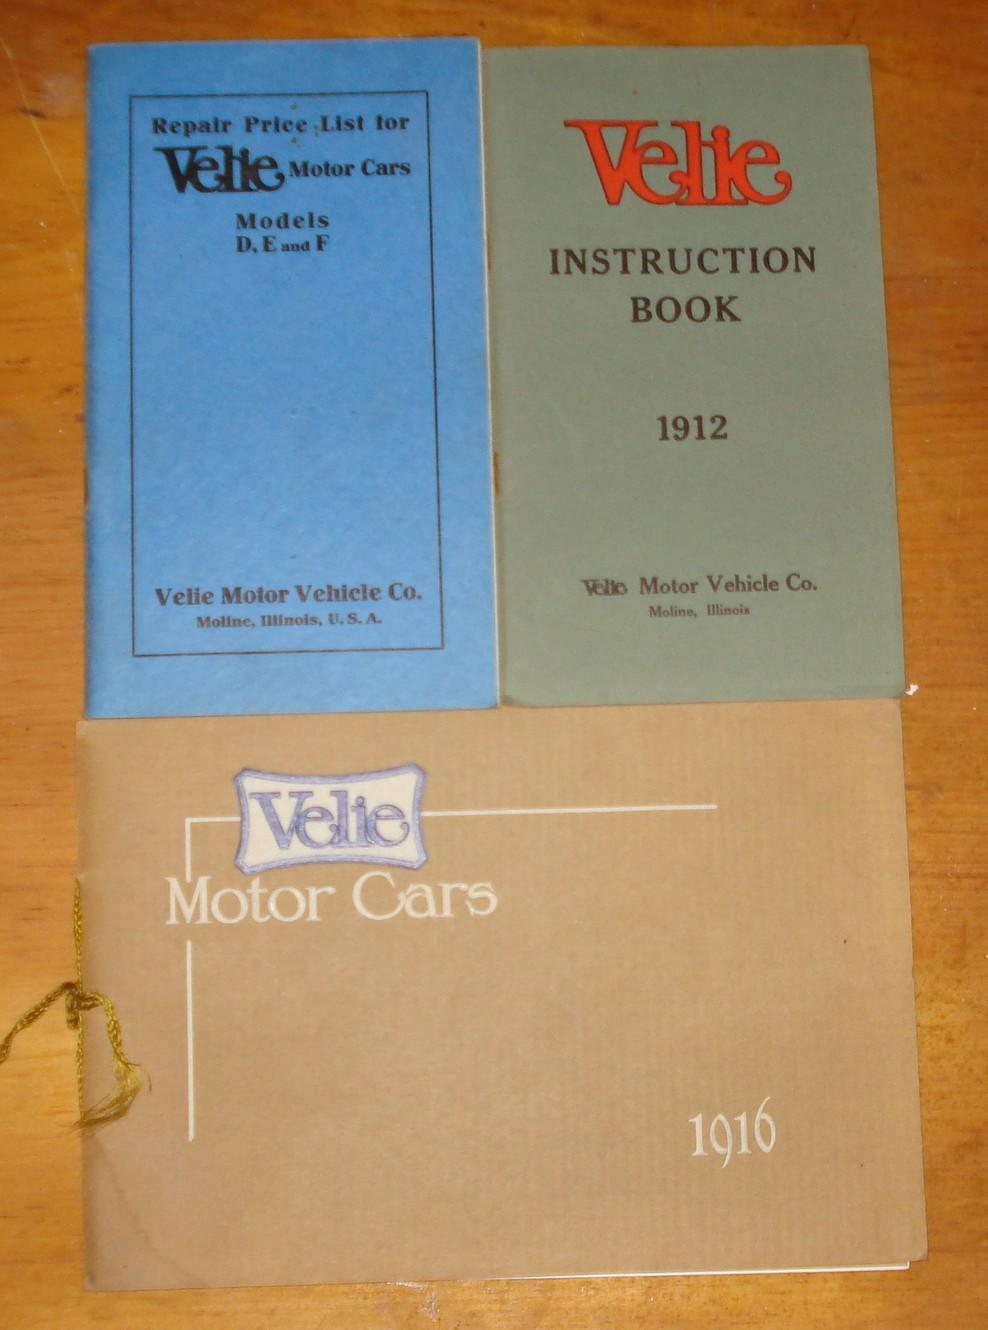 Repair Price List for
Velie Motor Cars
Models
D, E and F
Velie Motor Vehicle Co.
Moline, Illinois, U. S. A.
Velie
INSTRUCTION
BOOK
1912
Velie Motor Vehicle Co.
Moline, Illinois
Velie
Motor Cars
1916